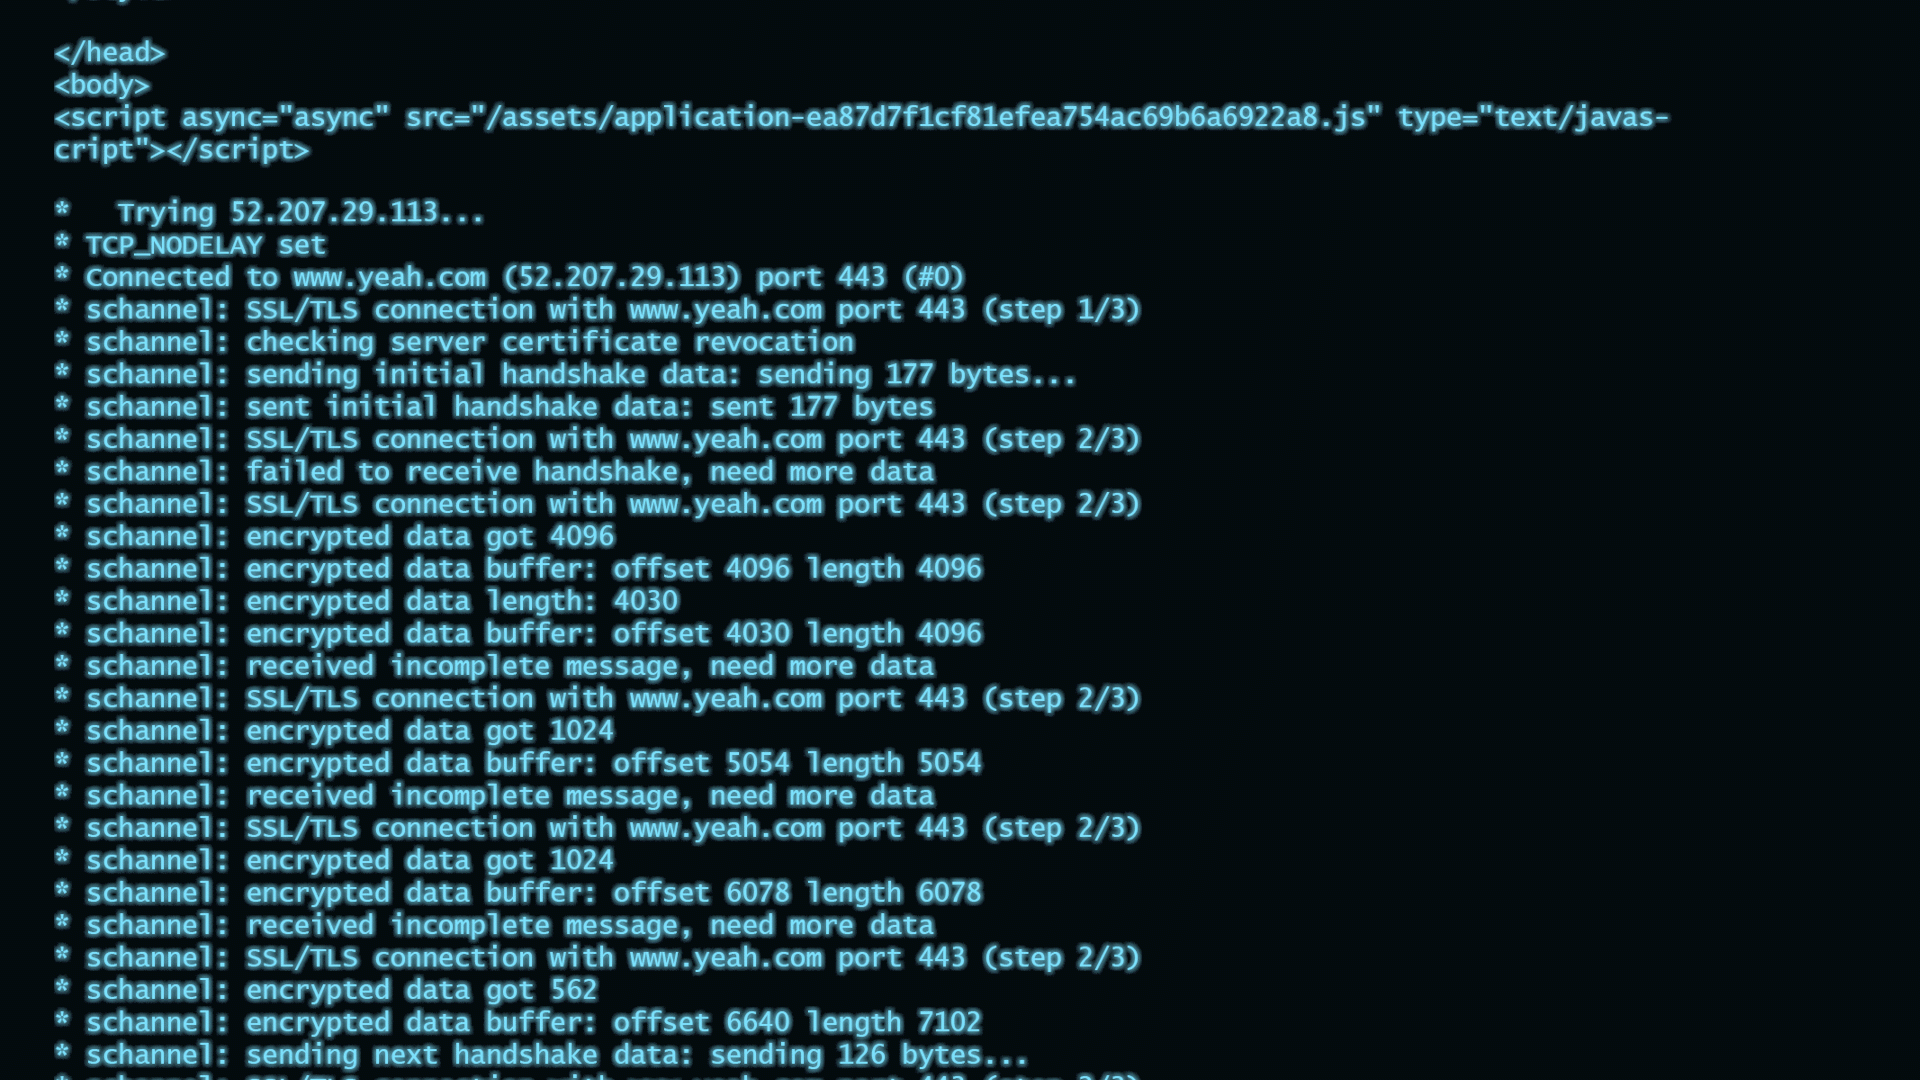 </head>
<body>
<script async="async" src="/assets/application-ea87d7f1cf81efea754ac69b6a6922a8.js" type="text/javas-
cript"></script>
* Trying 52.207.29.113...
* TCP_NODELAY set
* Connected to www.yeah.com (52.207.29.113) port 443 (#0)
* schannel: SSL/TLS connection with www.yeah.com port 443 (step 1/3)
* schannel: checking server certificate revocation
* schannel: sending initial handshake data: sending 177 bytes...
* schannel: sent initial handshake data: sent 177 bytes
* schannel: SSL/TLS connection with www.yeah.com port 443 (step 2/3)
* schannel: failed to receive handshake, need more data
* schannel: SSL/TLS connection with www.yeah.com port 443 (step 2/3)
* schannel: encrypted data got 4096
* schannel: encrypted data buffer: offset 4096 length 4096
* schannel: encrypted data length: 4030
* schannel: encrypted data buffer: offset 4030 length 4096
* schannel: received incomplete message, need more data
* schannel: SSL/TLS connection with www.yeah.com port 443 (step 2/3)
* schannel: encrypted data got 1024
* schannel: encrypted data buffer: offset 5054 length 5054
* schannel: received incomplete message, need more data
* schannel: SSL/TLS connection with www.yeah.com port 443 (step 2/3)
* schannel: encrypted data got 1024
* schannel: encrypted data buffer: offset 6078 length 6078
* schannel: received incomplete message, need more data
* schannel: SSL/TLS connection with www.yeah.com port 443 (step 2/3)
* schannel: encrypted data got 562
* schannel: encrypted data buffer: offset 6640 length 7102
* schannel: sending next handshake data: sending 126 bytes...